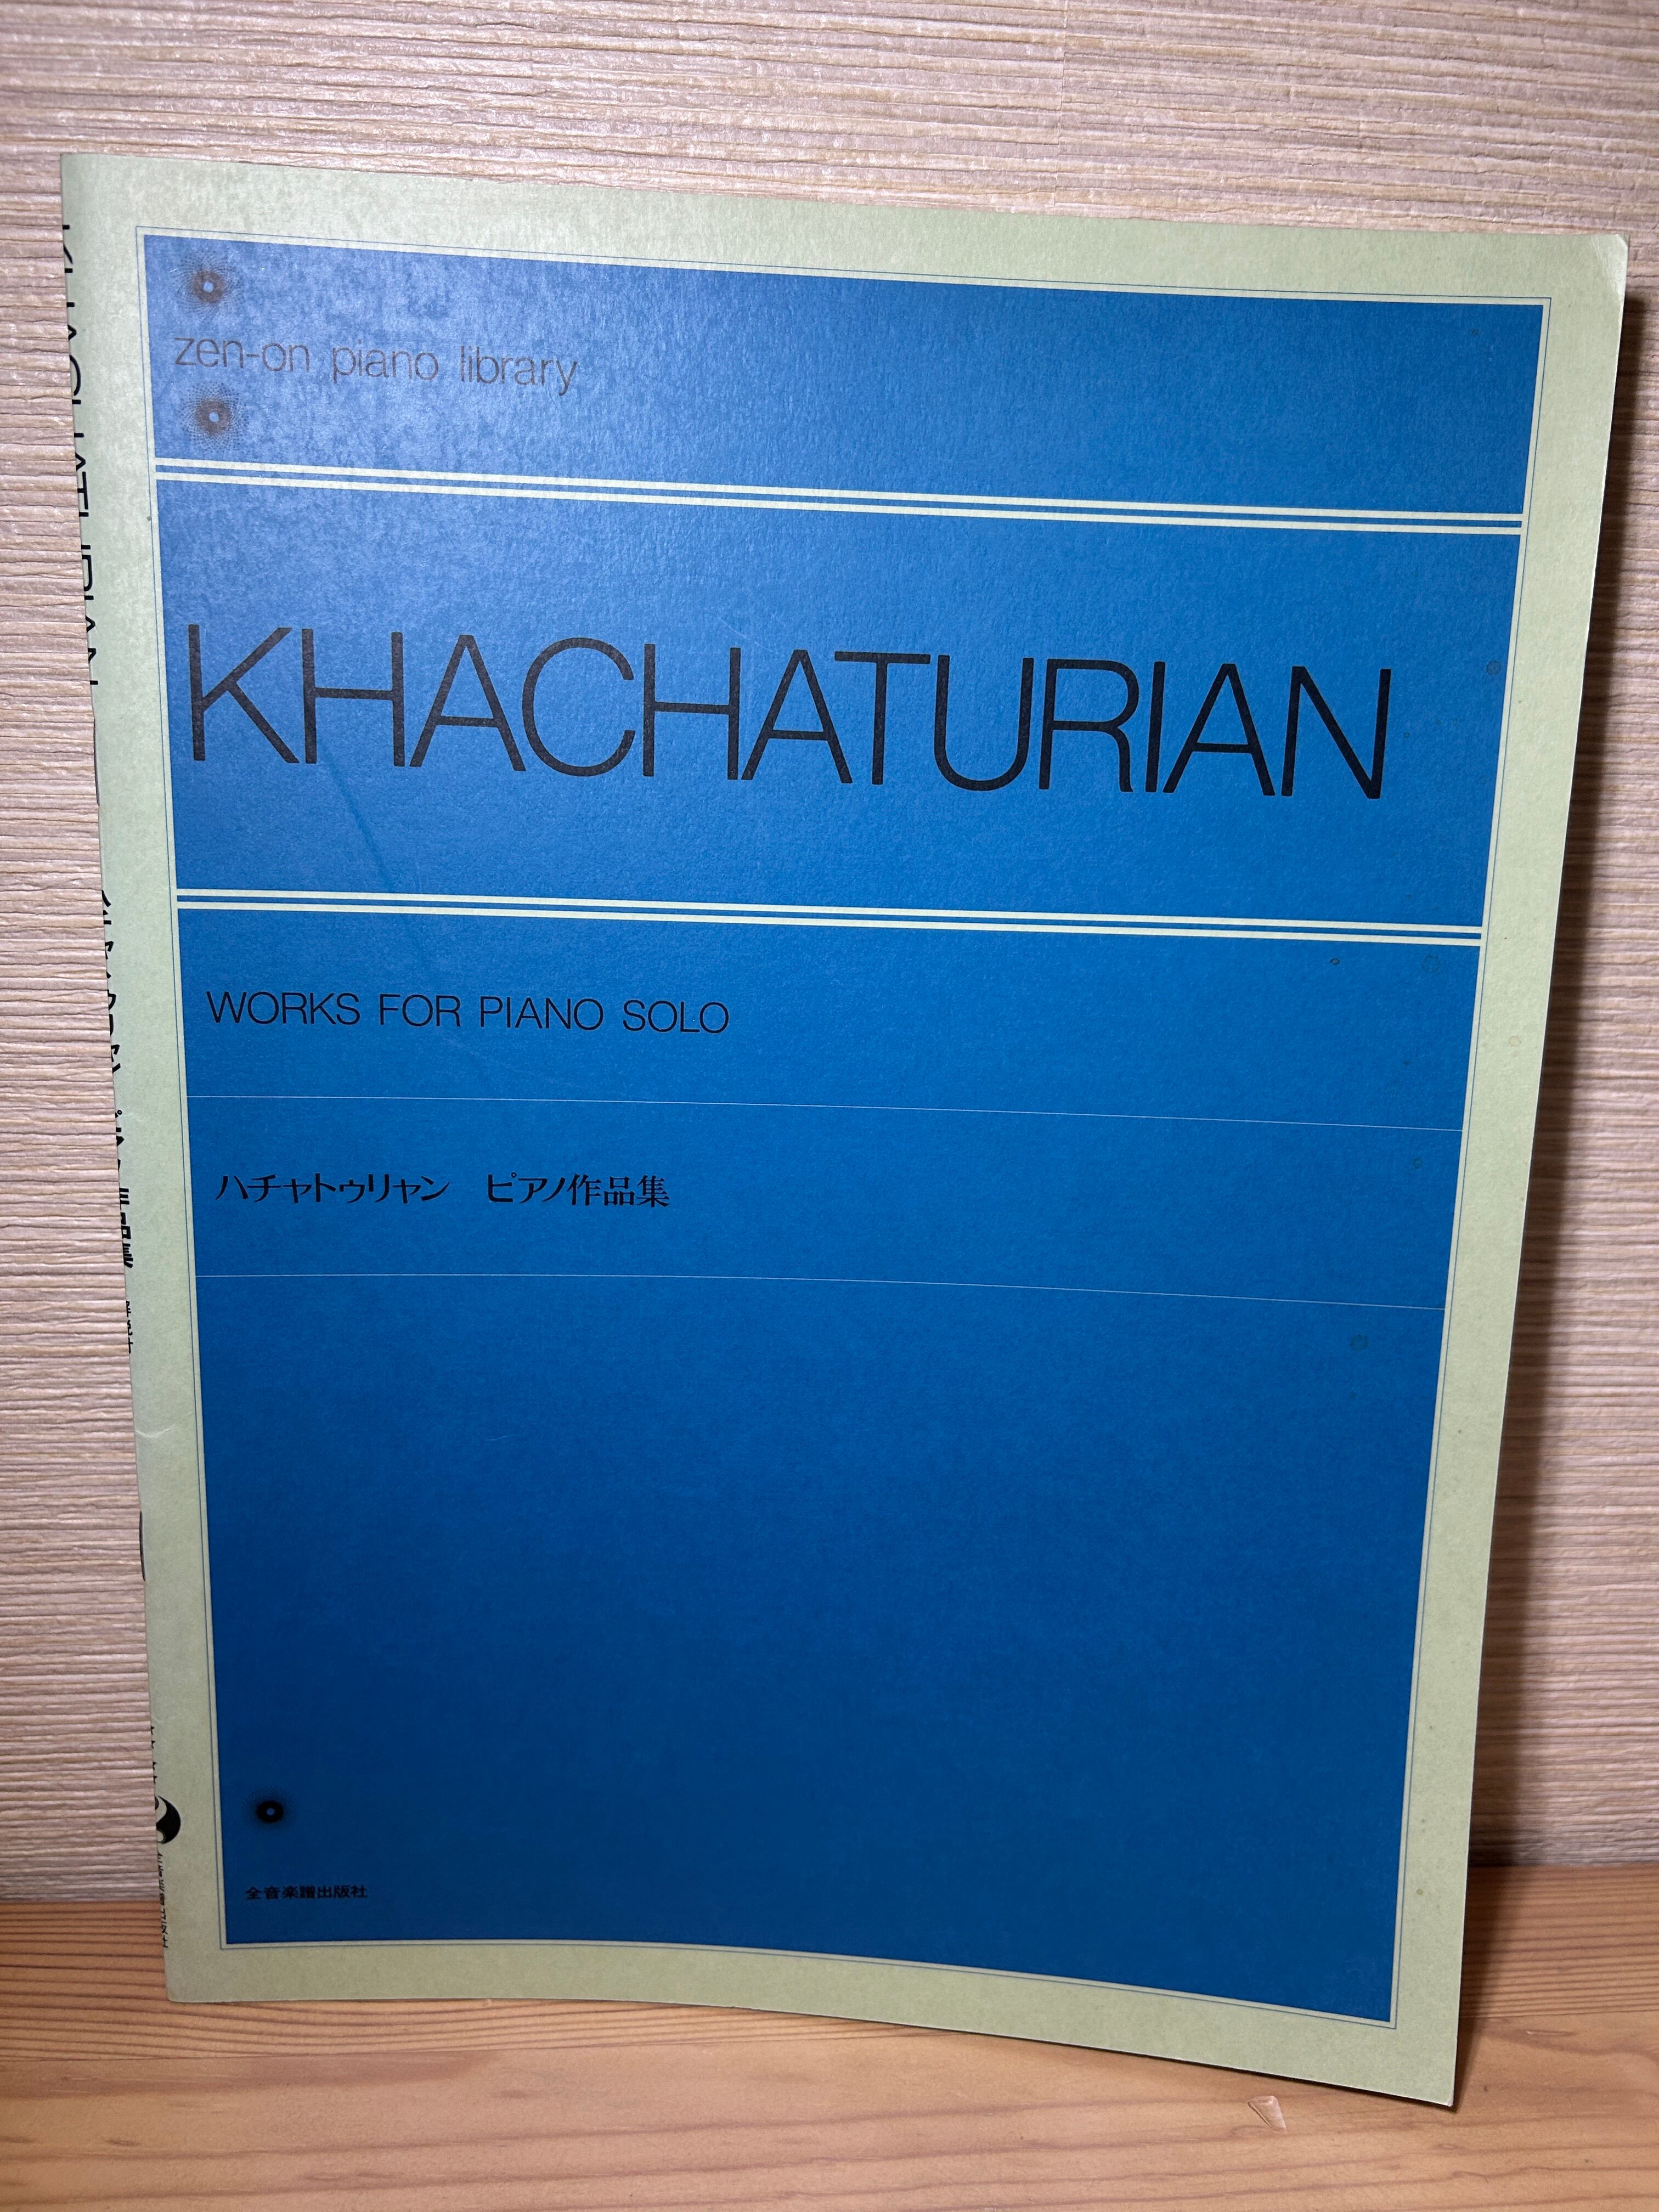 zen-on piano library
KHACHATURIAN
WORKS FOR PIANO SOLO
ハチャトゥリャン ピアノ作品集
全音楽譜出版社
KHACHATURIAN